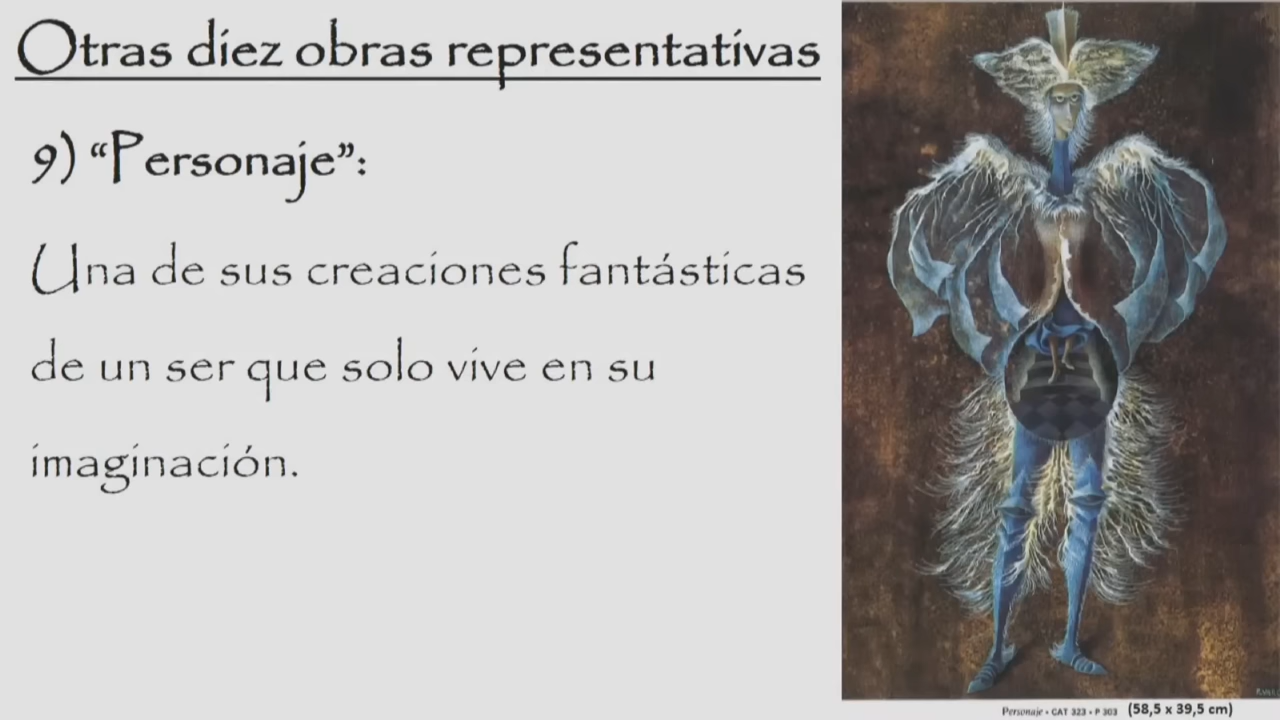 Otras diez obras representativas
9) “Personaje”:
Una de sus creaciones fantásticas
de un ser que solo vive en su
imaginación.
Personaje - CAT 323 - P 303 (58,5 x 39,5 cm)